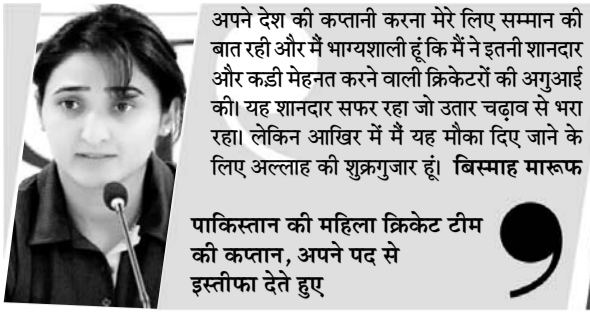 अपने देश की कप्तानी करना मेरे लिए सम्मान की
बात रही और मैं भाग्यशाली हूं कि मैं ने इतनी शानदार
और कड़ी मेहनत करने वाली क्रिकेटरों की अगुआई
की। यह शानदार सफर रहा जो उतार चढ़ाव से भरा
रहा। लेकिन आखिर में मैं यह मौका दिए जाने के
लिए अल्लाह की शुक्रगुजार हूं। बिस्माह मारूफ
पाकिस्तान की महिला क्रिकेट टीम
की कप्तान, अपने पद से
इस्तीफा देते हुए